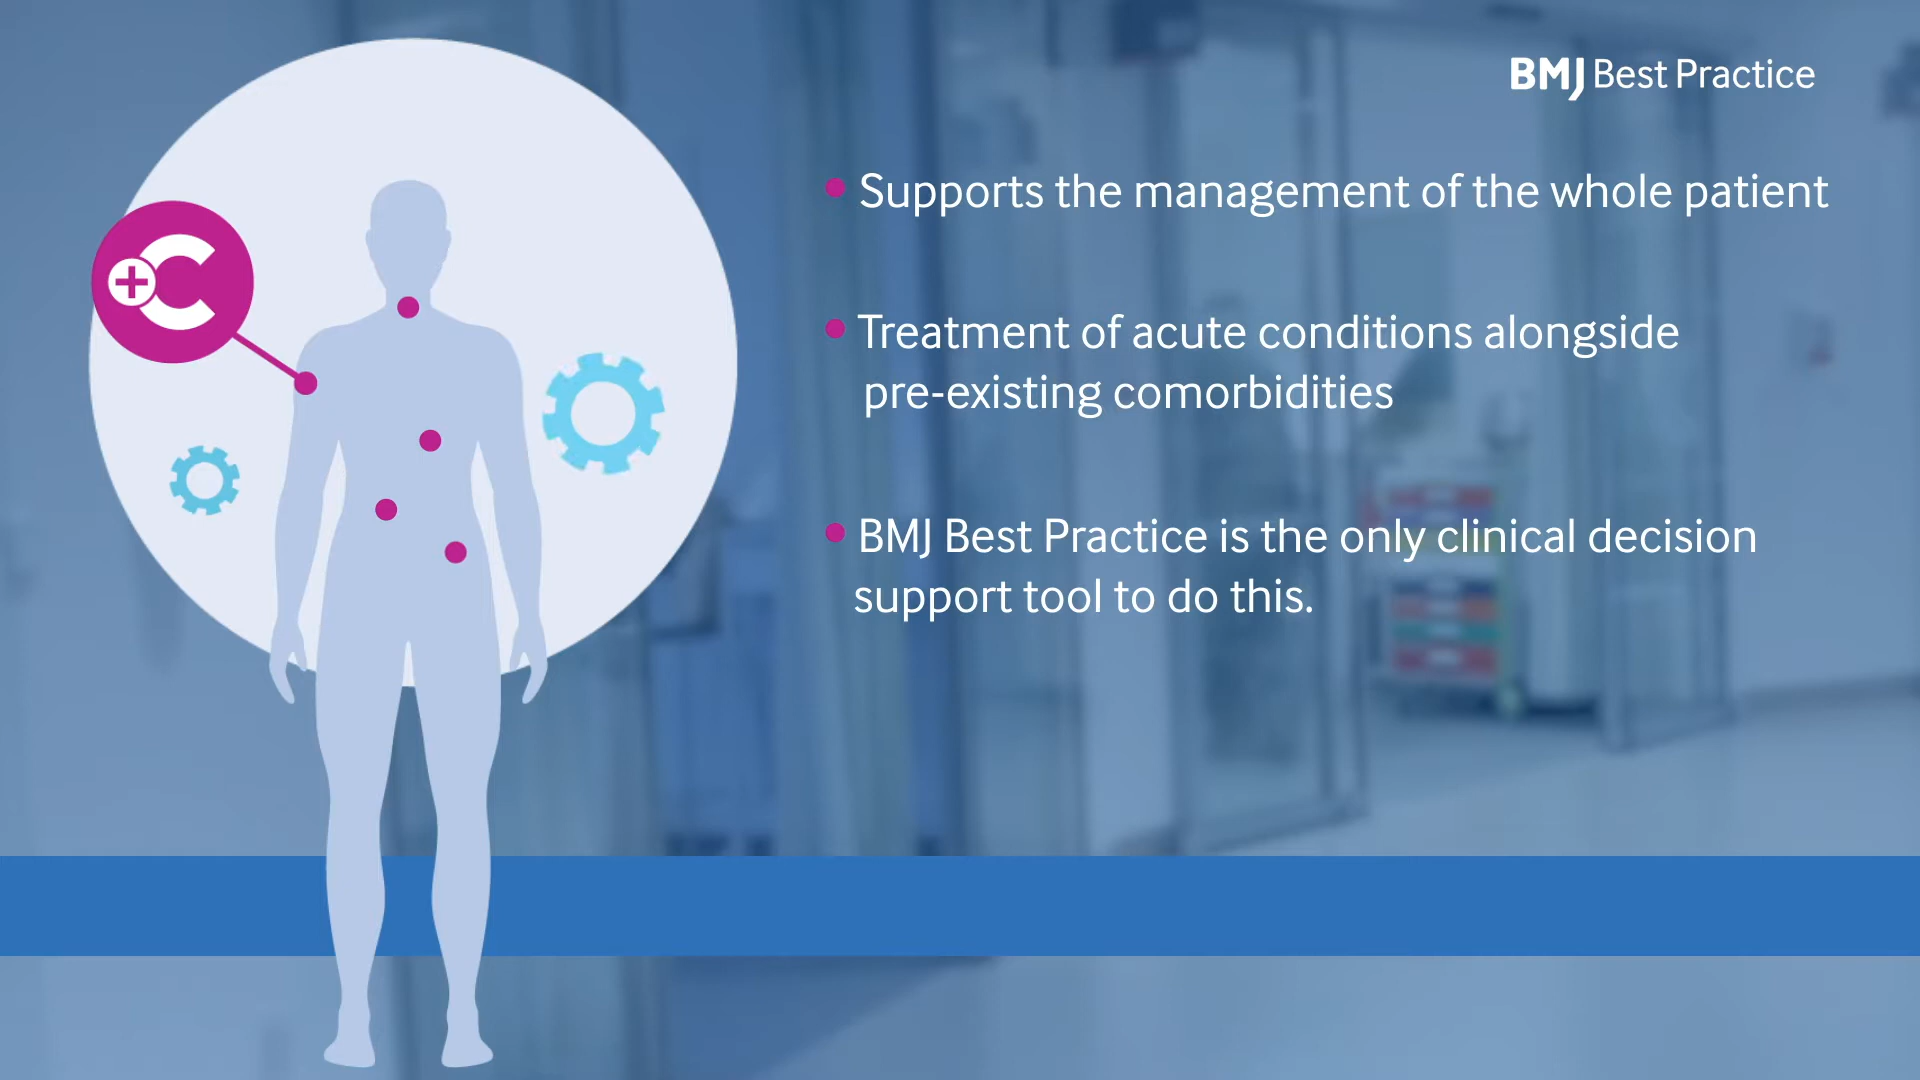 BMJ Best Practice
Supports the management of the whole patient
Treatment of acute conditions alongside
pre-existing comorbidities
BMJ Best Practice is the only clinical decision
support tool to do this.
+C